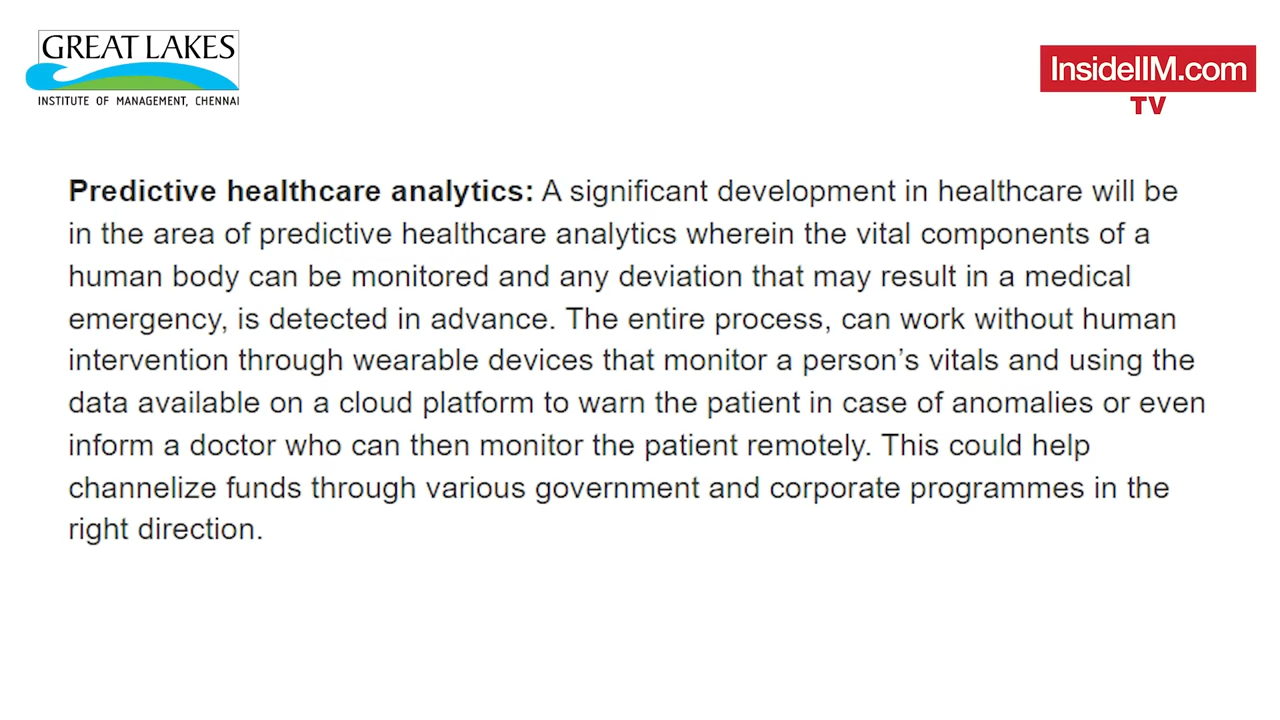 GREAT LAKES
INSTITUTE OF MANAGEMENT, CHENNAI
InsideIIM.com
TV
Predictive healthcare analytics: A significant development in healthcare will be
in the area of predictive healthcare analytics wherein the vital components of a
human body can be monitored and any deviation that may result in a medical
emergency, is detected in advance. The entire process, can work without human
intervention through wearable devices that monitor a person’s vitals and using the
data available on a cloud platform to warn the patient in case of anomalies or even
inform a doctor who can then monitor the patient remotely. This could help
channelize funds through various government and corporate programmes in the
right direction.